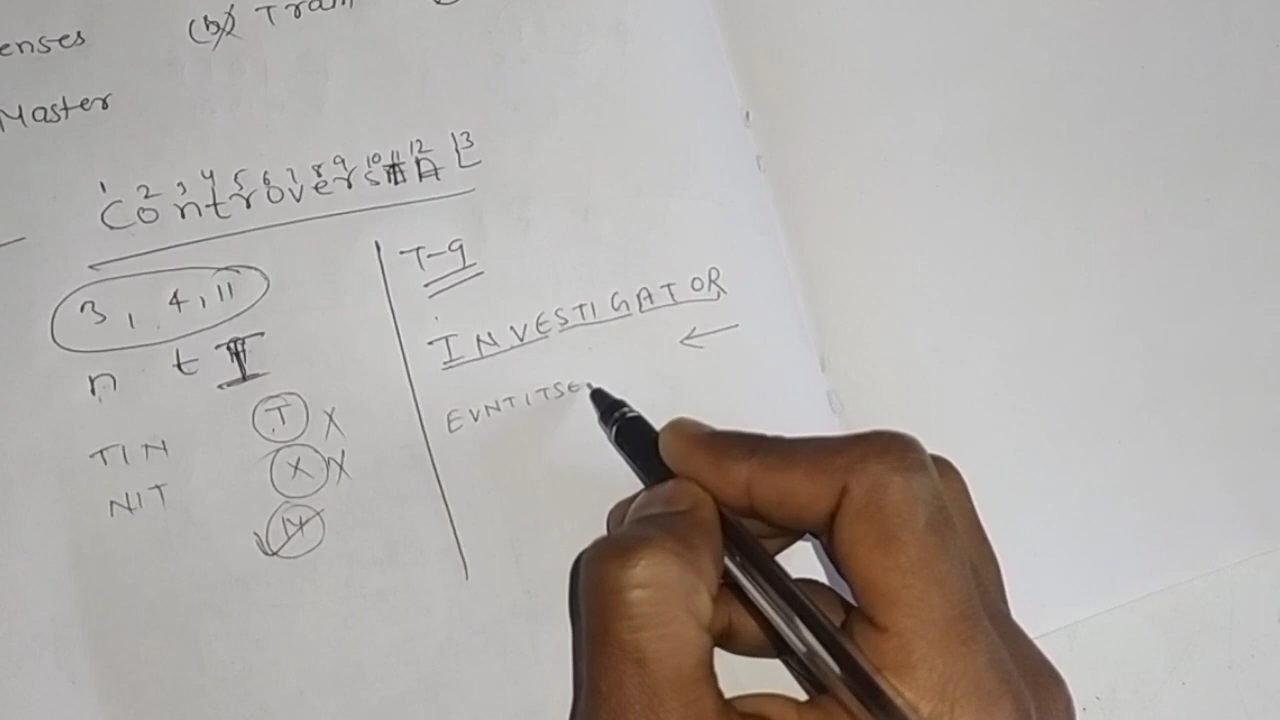 enses (b) Tram
Master
1 2 3 4 5 6 7 8 9 10 11 12 13
ControversIAL
3, 4, 11
n t I
T X
TIN X X
NIT N
T-9
INVESTIGATOR
←
EVNTITSE